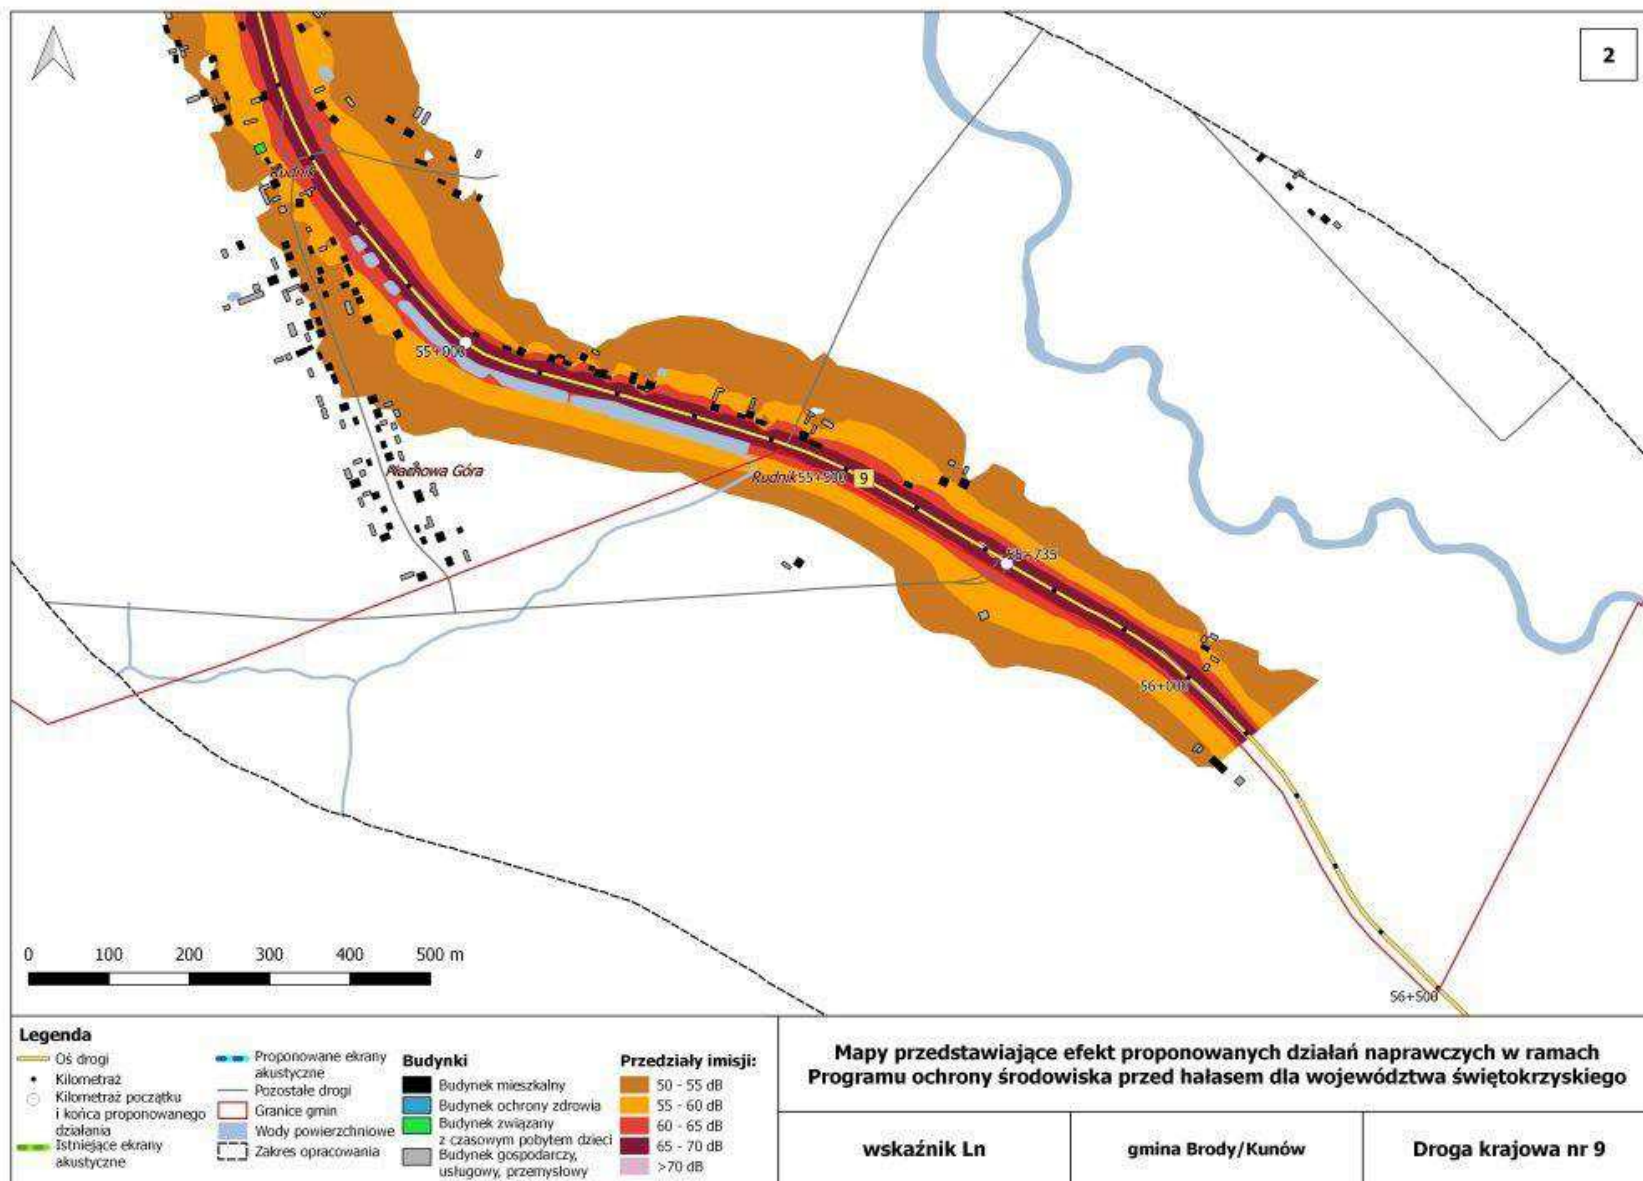 2
Rudnik
55+000
Piachowa Góra
Rudnik
55+500
9
55+735
56+000
56+500
0 100 200 300 400 500 m
Legenda
Oś drogi
Kilometraż
Kilometraż początku
i końca proponowanego
działania
Istniejące ekrany
akustyczne
Proponowane ekrany
akustyczne
Pozostałe drogi
Granice gmin
Wody powierzchniowe
Zakres opracowania
Budynki
Budynek mieszkalny
Budynek ochrony zdrowia
Budynek związany
z czasowym pobytem dzieci
Budynek gospodarczy,
usługowy, przemysłowy
Przedziały imisji:
50 - 55 dB
55 - 60 dB
60 - 65 dB
65 - 70 dB
>70 dB
Mapy przedstawiające efekt proponowanych działań naprawczych w ramach
Programu ochrony środowiska przed hałasem dla województwa świętokrzyskiego
wskaźnik Ln
gmina Brody/Kunów
Droga krajowa nr 9